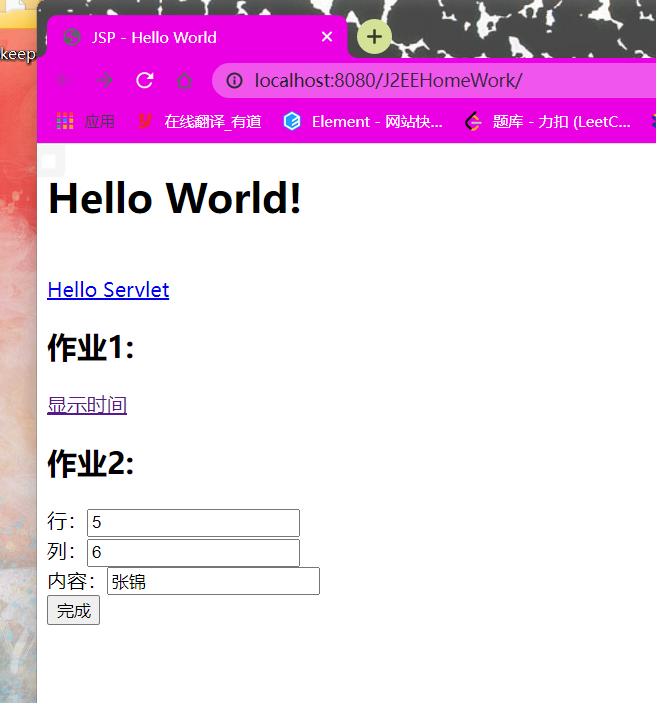 keep
JSP - Hello World
localhost:8080/J2EEHomeWork/
应用 在线翻译_有道 Element - 网站快... 题库 - 力扣 (LeetC...
Hello World!
Hello Servlet
作业1:
显示时间
作业2:
行：5
列：6
内容：张锦
完成